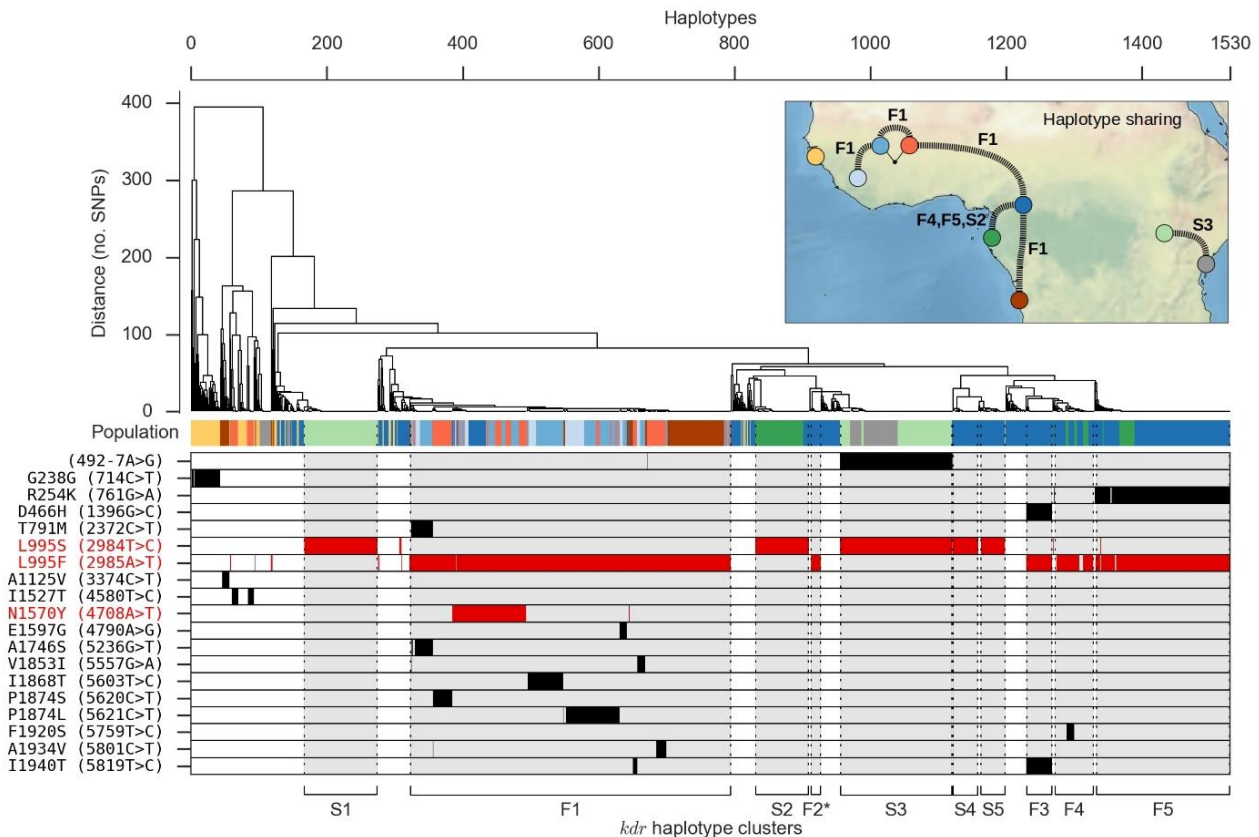 Haplotypes
0 200 400 600 800 1000 1200 1400 1530
400
300
200
100
0
Distance (no. SNPs)
Haplotype sharing
F1
F1
F1
F4,F5,S2
F1
S3
Population
(492-7A>G)
G238G (714C>T)
R254K (761G>A)
D466H (1396G>C)
T791M (2372C>T)
L995S (2984T>C)
L995F (2985A>T)
A1125V (3374C>T)
I1527T (4580T>C)
N1570Y (4708A>T)
E1597G (4790A>G)
A1746S (5236G>T)
V1853I (5557G>A)
I1868T (5603T>C)
P1874S (5620C>T)
P1874L (5621C>T)
F1920S (5759T>C)
A1934V (5801C>T)
I1940T (5819T>C)
S1 F1 S2 F2* S3 S4 S5 F3 F4 F5
kdr haplotype clusters